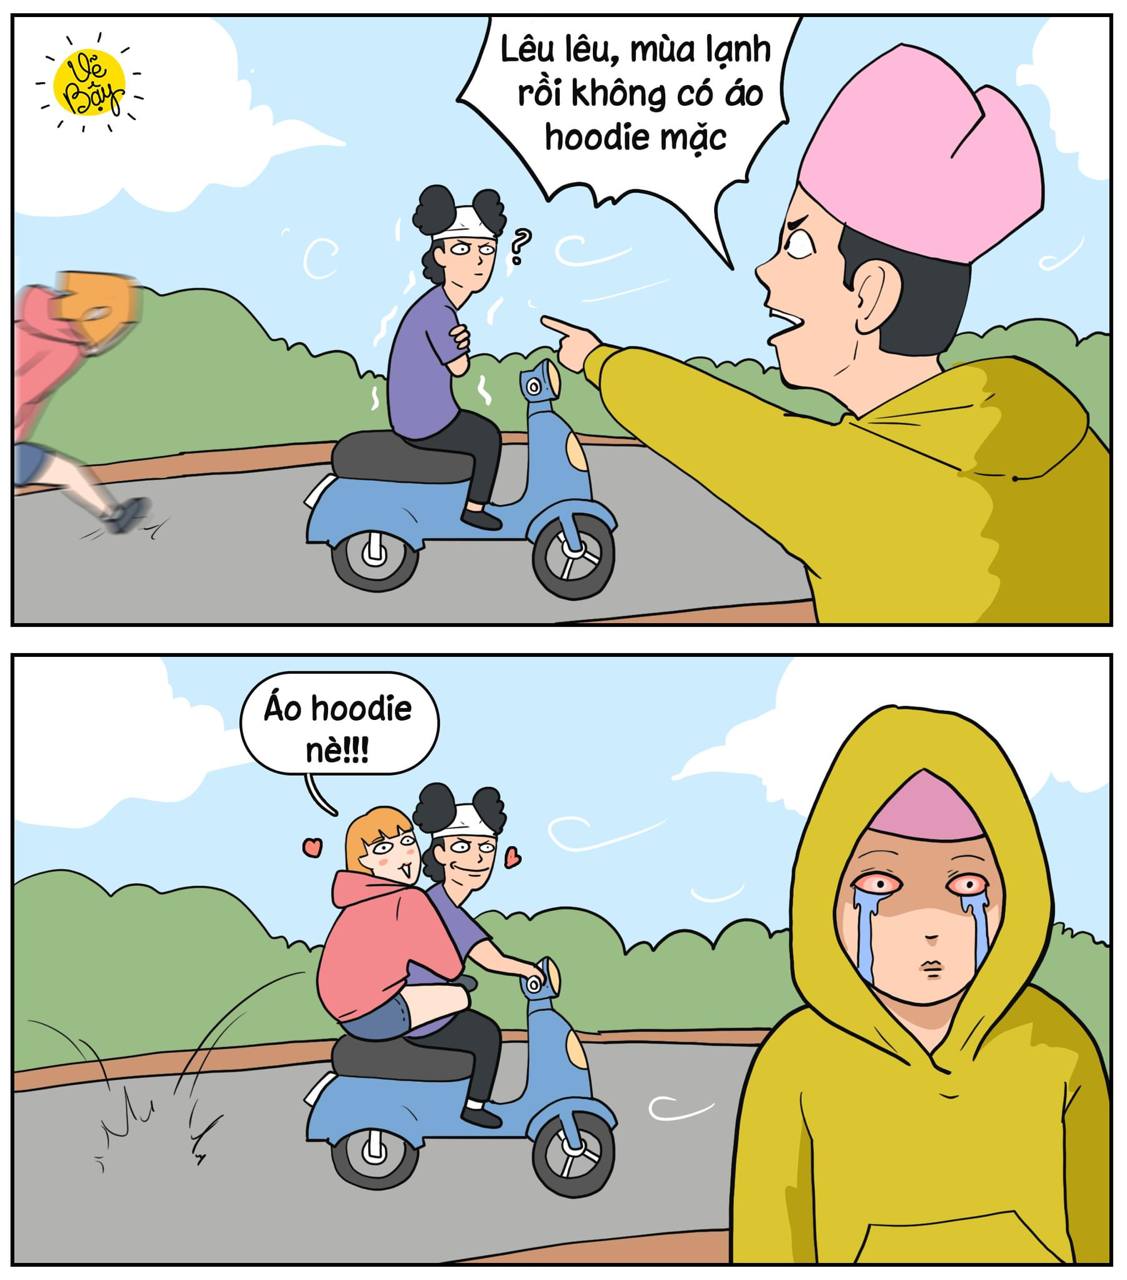 Vẽ
Bậy
Lêu lêu, mùa lạnh
rồi không có áo
hoodie mặc
?
Áo hoodie
nè!!!